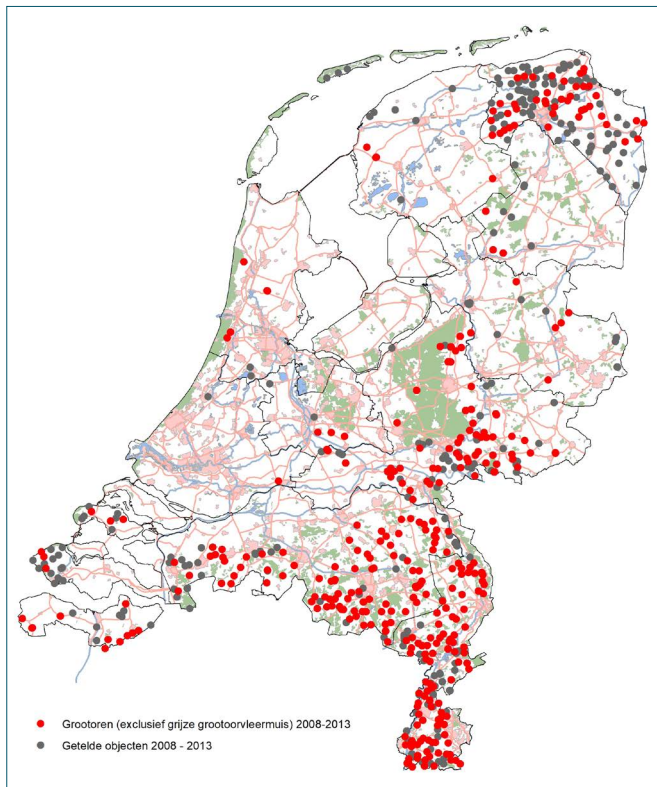 Grootoren (exclusief grijze grootoorvleermuis) 2008-2013
Getelde objecten 2008 - 2013